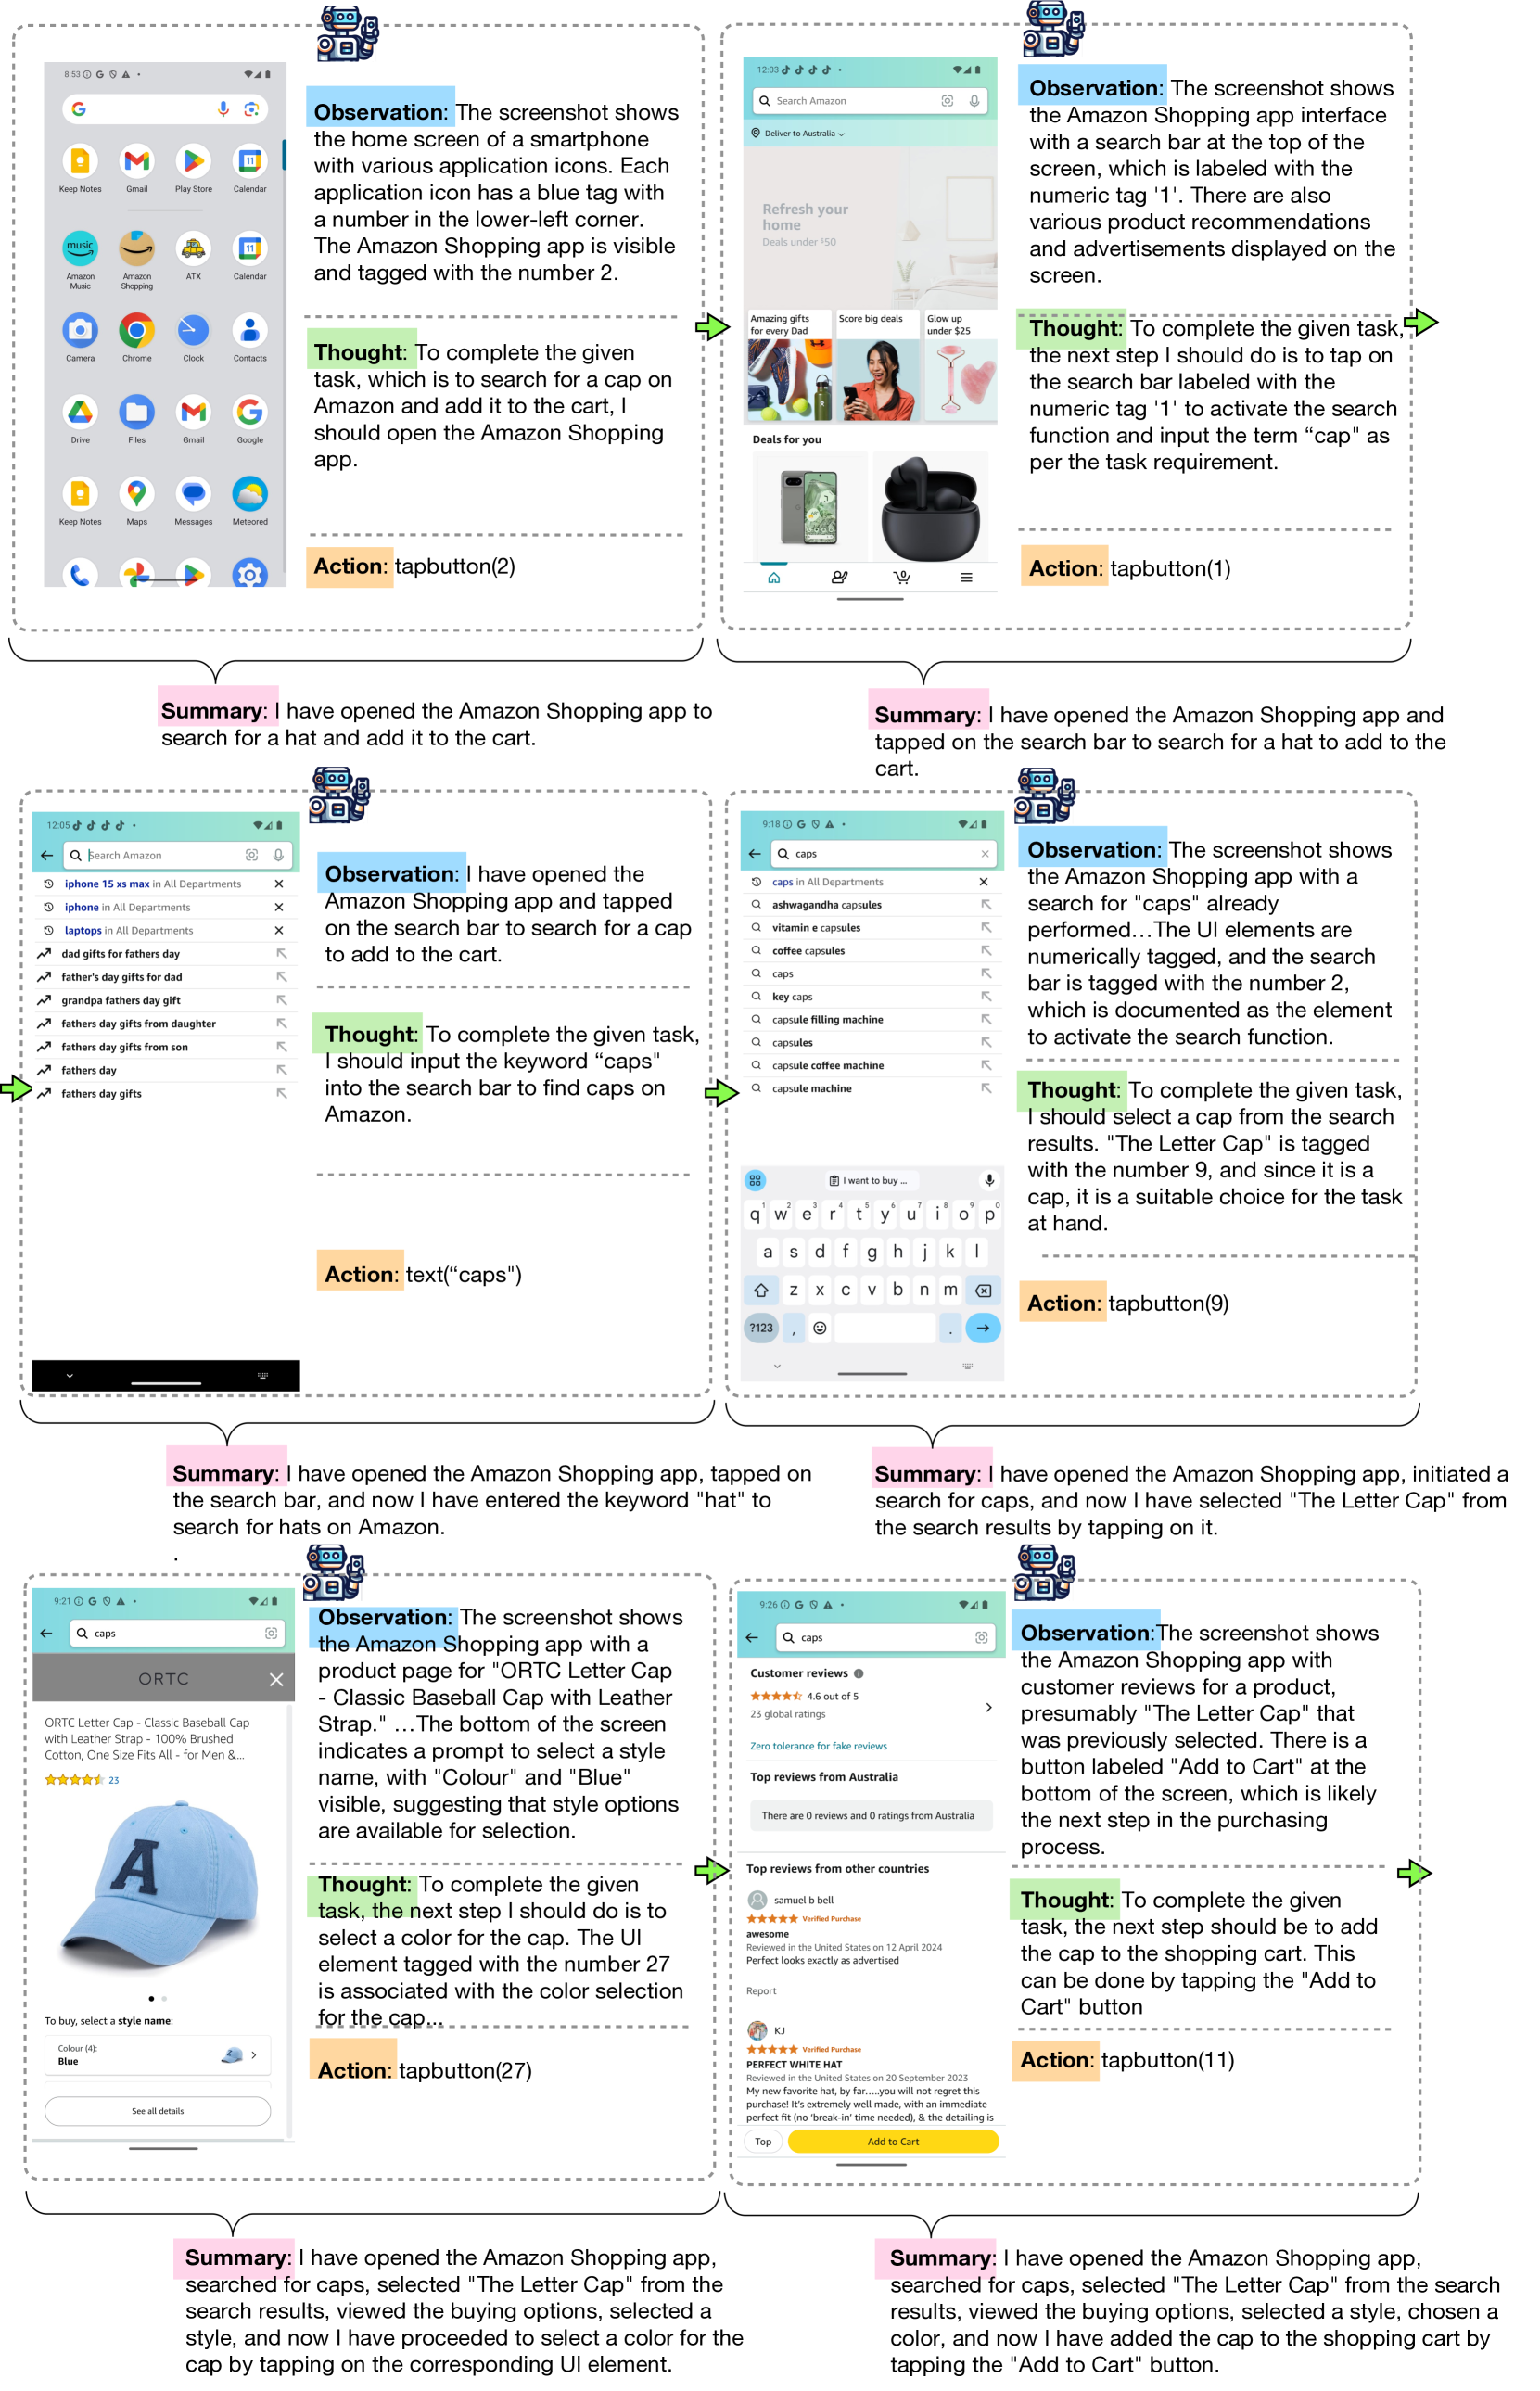 8:53
Keep Notes
Gmail
Play Store
Calendar
music
Amazon Music
Amazon Shopping
ATX
Calendar
Camera
Chrome
Clock
Contacts
Drive
Files
Gmail
Google
Keep Notes
Maps
Messages
Meteored
Observation: The screenshot shows
the home screen of a smartphone
with various application icons. Each
application icon has a blue tag with
a number in the lower-left corner.
The Amazon Shopping app is visible
and tagged with the number 2.
Thought: To complete the given
task, which is to search for a cap on
Amazon and add it to the cart, I
should open the Amazon Shopping
app.
Action: tapbutton(2)
Summary: I have opened the Amazon Shopping app to
search for a hat and add it to the cart.
12:03
Search Amazon
Deliver to Australia
Refresh your
home
Deals under $50
Amazing gifts
for every Dad
Score big deals
Glow up
under $25
Deals for you
0
Observation: The screenshot shows
the Amazon Shopping app interface
with a search bar at the top of the
screen, which is labeled with the
numeric tag '1'. There are also
various product recommendations
and advertisements displayed on the
screen.
Thought: To complete the given task,
the next step I should do is to tap on
the search bar labeled with the
numeric tag '1' to activate the search
function and input the term “cap" as
per the task requirement.
Action: tapbutton(1)
Summary: I have opened the Amazon Shopping app and
tapped on the search bar to search for a hat to add to the
cart.
12:05
Search Amazon
iphone 15 xs max in All Departments
iphone in All Departments
laptops in All Departments
dad gifts for fathers day
father's day gifts for dad
grandpa fathers day gift
fathers day gifts from daughter
fathers day gifts from son
fathers day
fathers day gifts
Observation: I have opened the
Amazon Shopping app and tapped
on the search bar to search for a cap
to add to the cart.
Thought: To complete the given task,
I should input the keyword “caps"
into the search bar to find caps on
Amazon.
Action: text(“caps")
Summary: I have opened the Amazon Shopping app, tapped on
the search bar, and now I have entered the keyword "hat" to
search for hats on Amazon.
.
9:18
caps
caps in All Departments
ashwagandha capsules
vitamin e capsules
coffee capsules
caps
key caps
capsule filling machine
capsules
capsule coffee machine
capsule machine
I want to buy ...
q1 w2 e3 r4 t5 y6 u7 i8 o9 p0
a s d f g h j k l
z x c v b n m
?123 , .
Observation: The screenshot shows
the Amazon Shopping app with a
search for "caps" already
performed…The UI elements are
numerically tagged, and the search
bar is tagged with the number 2,
which is documented as the element
to activate the search function.
Thought: To complete the given task,
I should select a cap from the search
results. "The Letter Cap" is tagged
with the number 9, and since it is a
cap, it is a suitable choice for the task
at hand.
Action: tapbutton(9)
Summary: I have opened the Amazon Shopping app, initiated a
search for caps, and now I have selected "The Letter Cap" from
the search results by tapping on it.
9:21
caps
ORTC
ORTC Letter Cap - Classic Baseball Cap
with Leather Strap - 100% Brushed
Cotton, One Size Fits All - for Men &...
23
A
To buy, select a style name:
Colour (4):
Blue
See all details
Observation: The screenshot shows
the Amazon Shopping app with a
product page for "ORTC Letter Cap
- Classic Baseball Cap with Leather
Strap." …The bottom of the screen
indicates a prompt to select a style
name, with "Colour" and "Blue"
visible, suggesting that style options
are available for selection.
Thought: To complete the given
task, the next step I should do is to
select a color for the cap. The UI
element tagged with the number 27
is associated with the color selection
for the cap...
Action: tapbutton(27)
Summary: I have opened the Amazon Shopping app,
searched for caps, selected "The Letter Cap" from the
search results, viewed the buying options, selected a
style, and now I have proceeded to select a color for the
cap by tapping on the corresponding UI element.
9:26
caps
Customer reviews
4.6 out of 5
23 global ratings
Zero tolerance for fake reviews
Top reviews from Australia
There are 0 reviews and 0 ratings from Australia
Top reviews from other countries
samuel b bell
Verified Purchase
awesome
Reviewed in the United States on 12 April 2024
Perfect looks exactly as advertised
Report
KJ
Verified Purchase
PERFECT WHITE HAT
Reviewed in the United States on 20 September 2023
My new favorite hat, by far.....you will not regret this
purchase! It's extremely well made, with an immediate
perfect fit (no 'break-in' time needed), & the detailing is
Top
Add to Cart
Observation:The screenshot shows
the Amazon Shopping app with
customer reviews for a product,
presumably "The Letter Cap" that
was previously selected. There is a
button labeled "Add to Cart" at the
bottom of the screen, which is likely
the next step in the purchasing
process.
Thought: To complete the given
task, the next step should be to add
the cap to the shopping cart. This
can be done by tapping the "Add to
Cart" button
Action: tapbutton(11)
Summary: I have opened the Amazon Shopping app,
searched for caps, selected "The Letter Cap" from the search
results, viewed the buying options, selected a style, chosen a
color, and now I have added the cap to the shopping cart by
tapping the "Add to Cart" button.